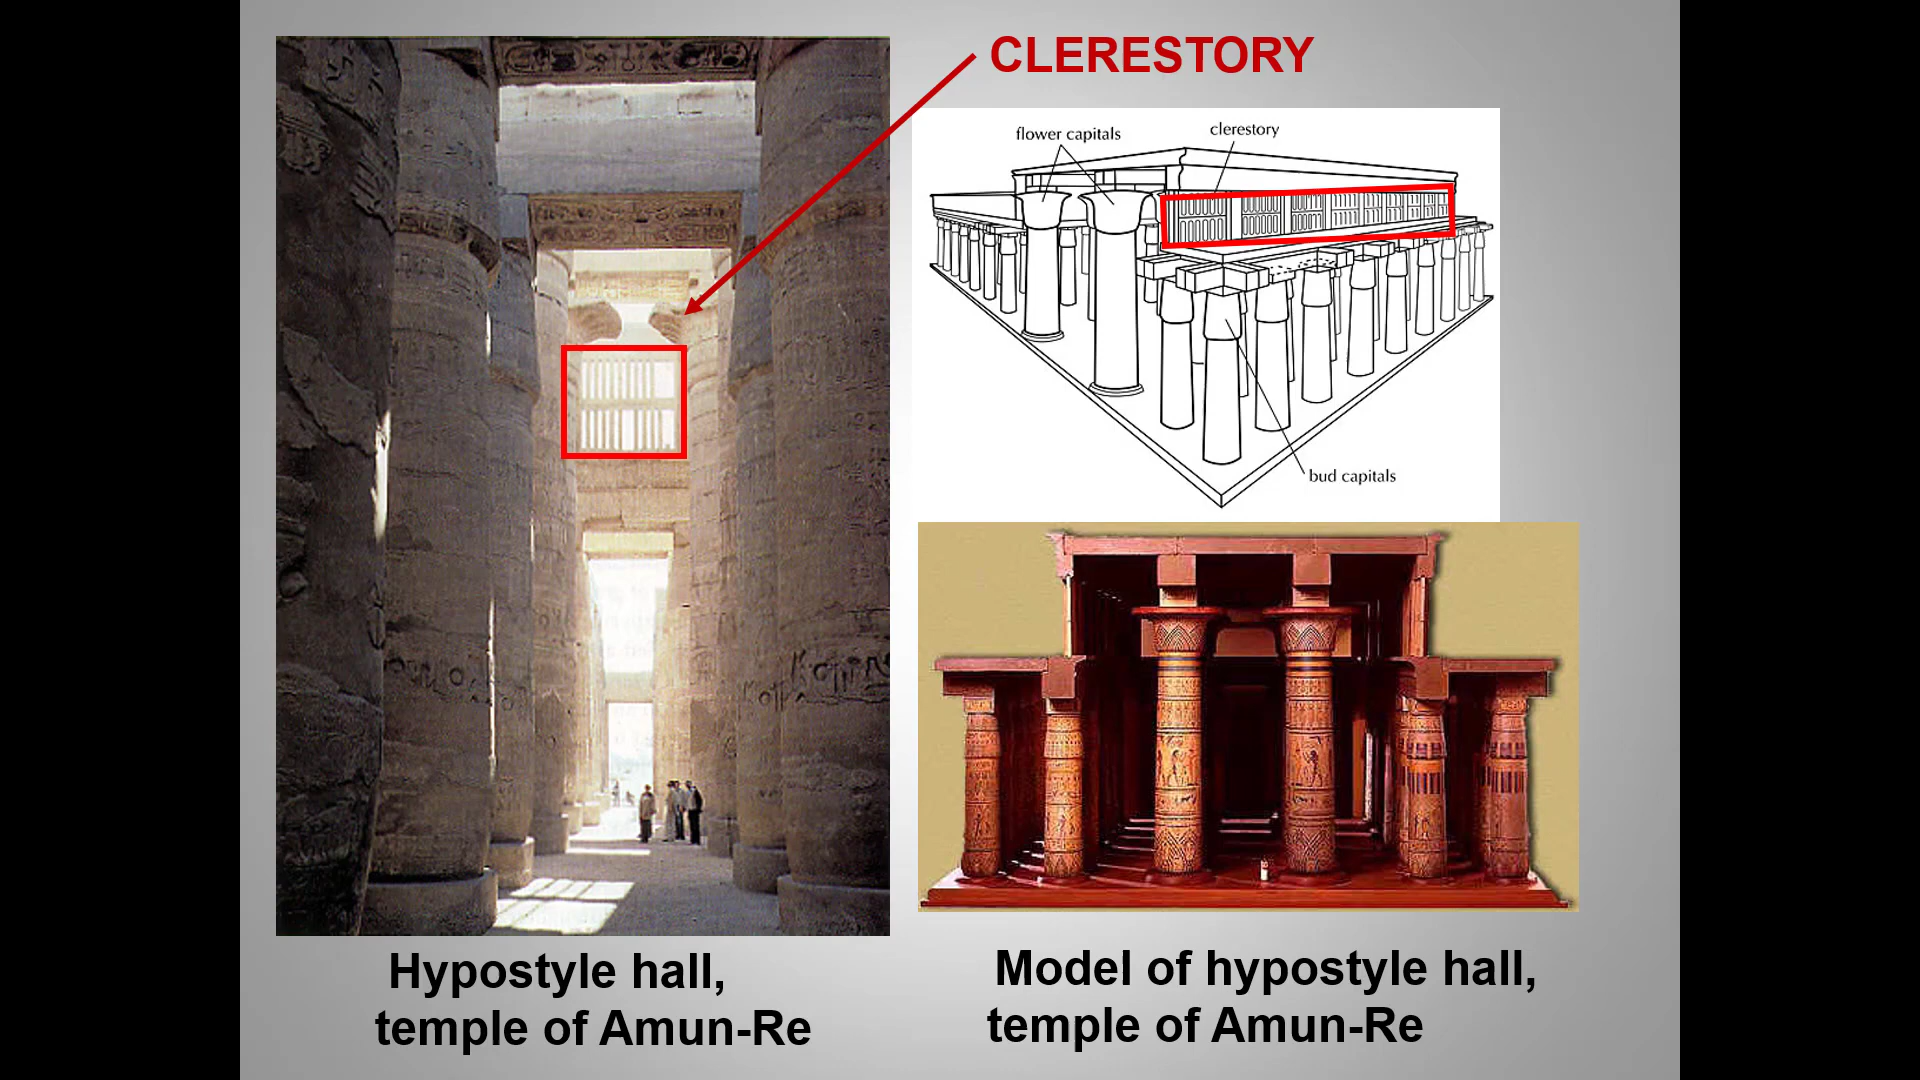 CLERESTORY
flower capitals
clerestory
bud capitals
Hypostyle hall,
temple of Amun-Re
Model of hypostyle hall,
temple of Amun-Re